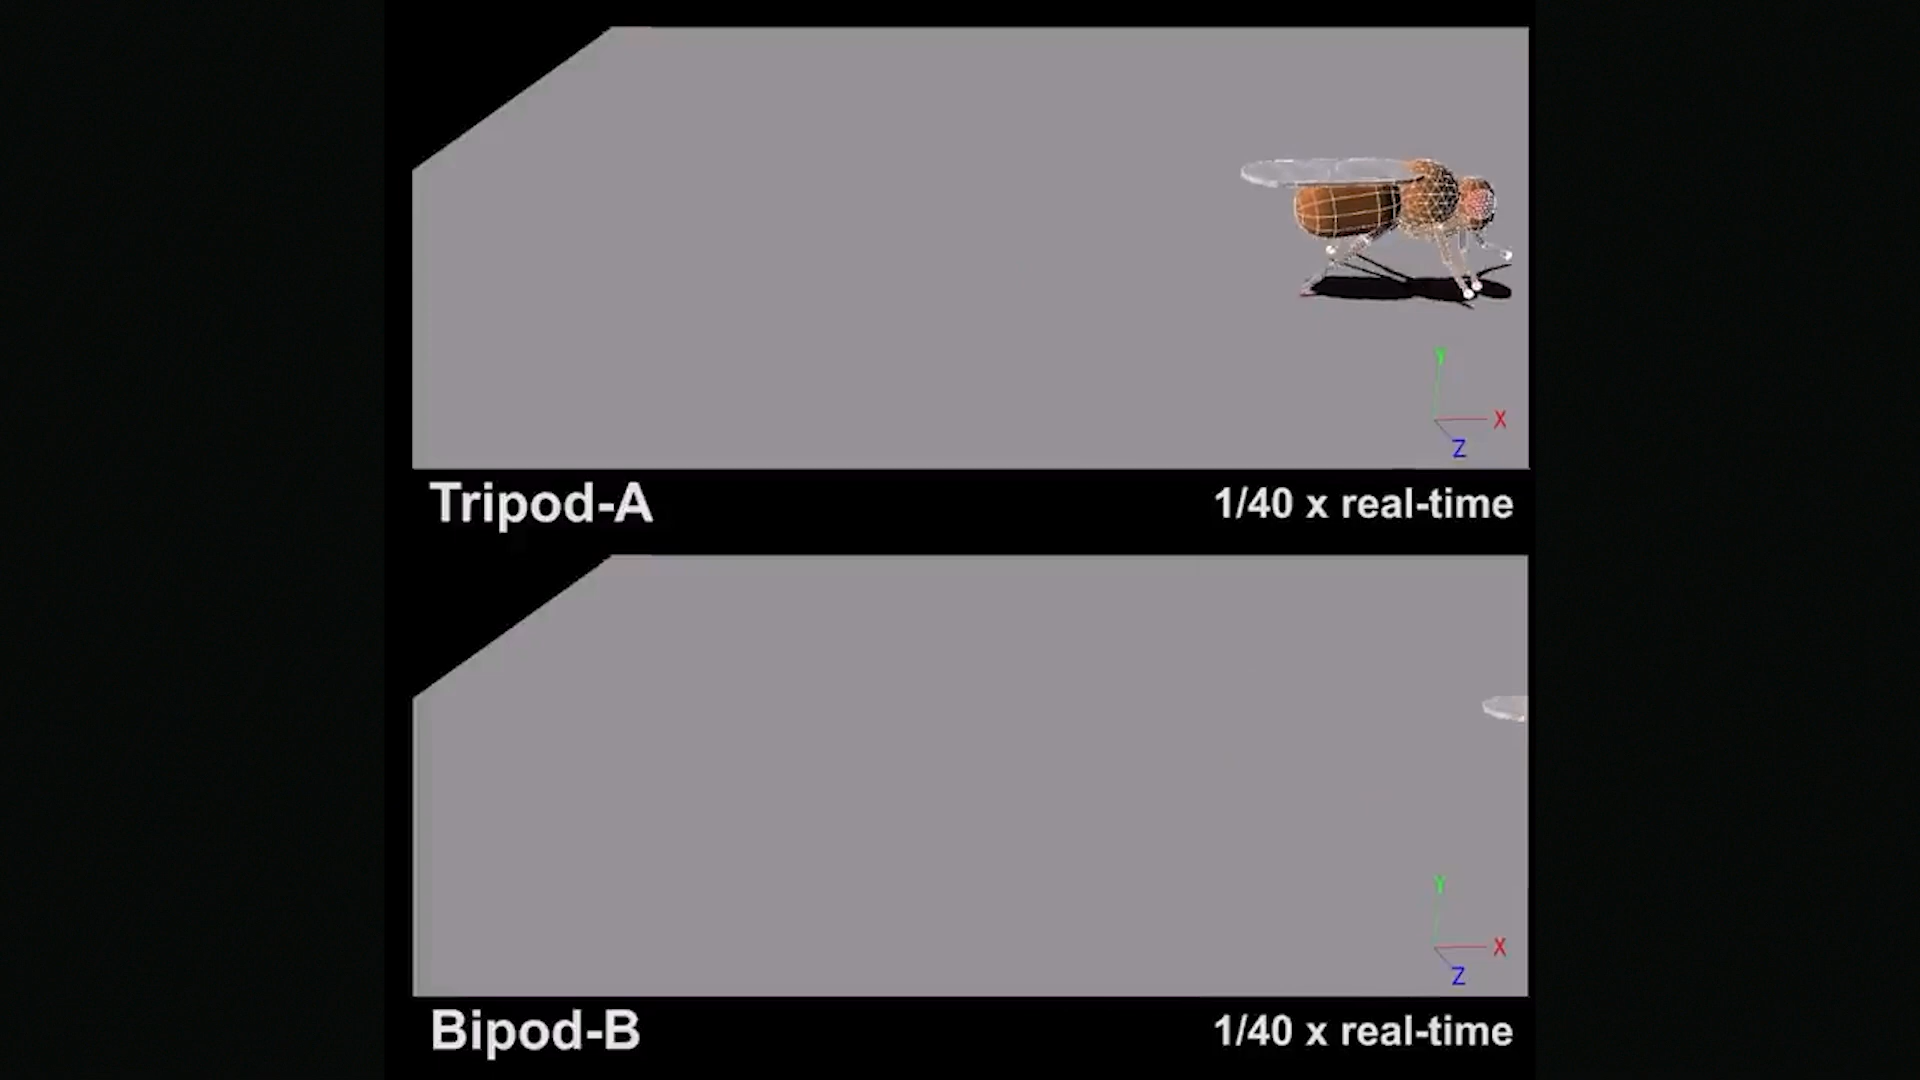 Y
X
Z
Tripod-A 1/40 x real-time
Y
X
Z
Bipod-B 1/40 x real-time